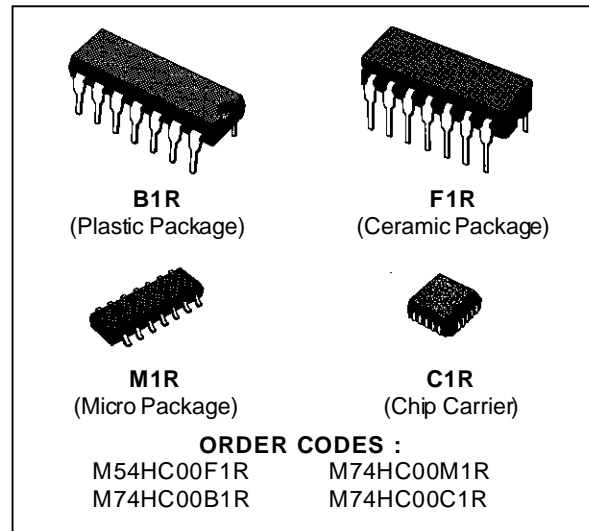 B1R
(Plastic Package)
F1R
(Ceramic Package)
M1R
(Micro Package)
C1R
(Chip Carrier)
ORDER CODES :
M54HC00F1R M74HC00M1R
M74HC00B1R M74HC00C1R